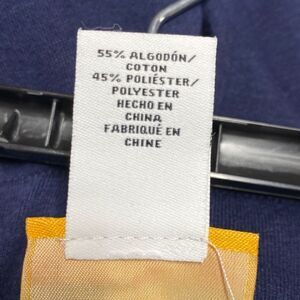 55% ALGODÓN/
COTON
45% POLIÉSTER/
POLYESTER
HECHO EN
CHINA
FABRIQUÉ EN
CHINE